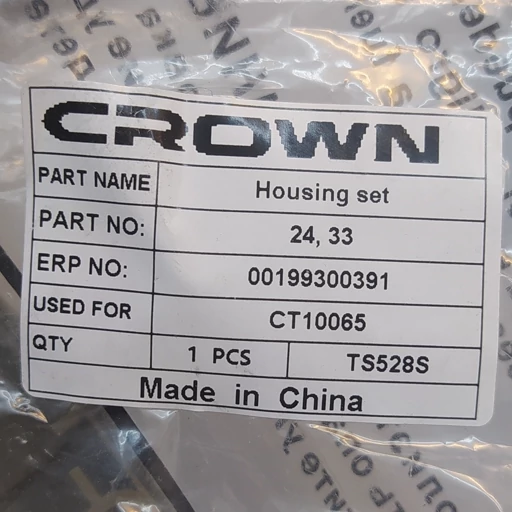 CROWN
PART NAME Housing set
PART NO: 24, 33
ERP NO: 00199300391
USED FOR CT10065
QTY 1 PCS TS528S
Made in China